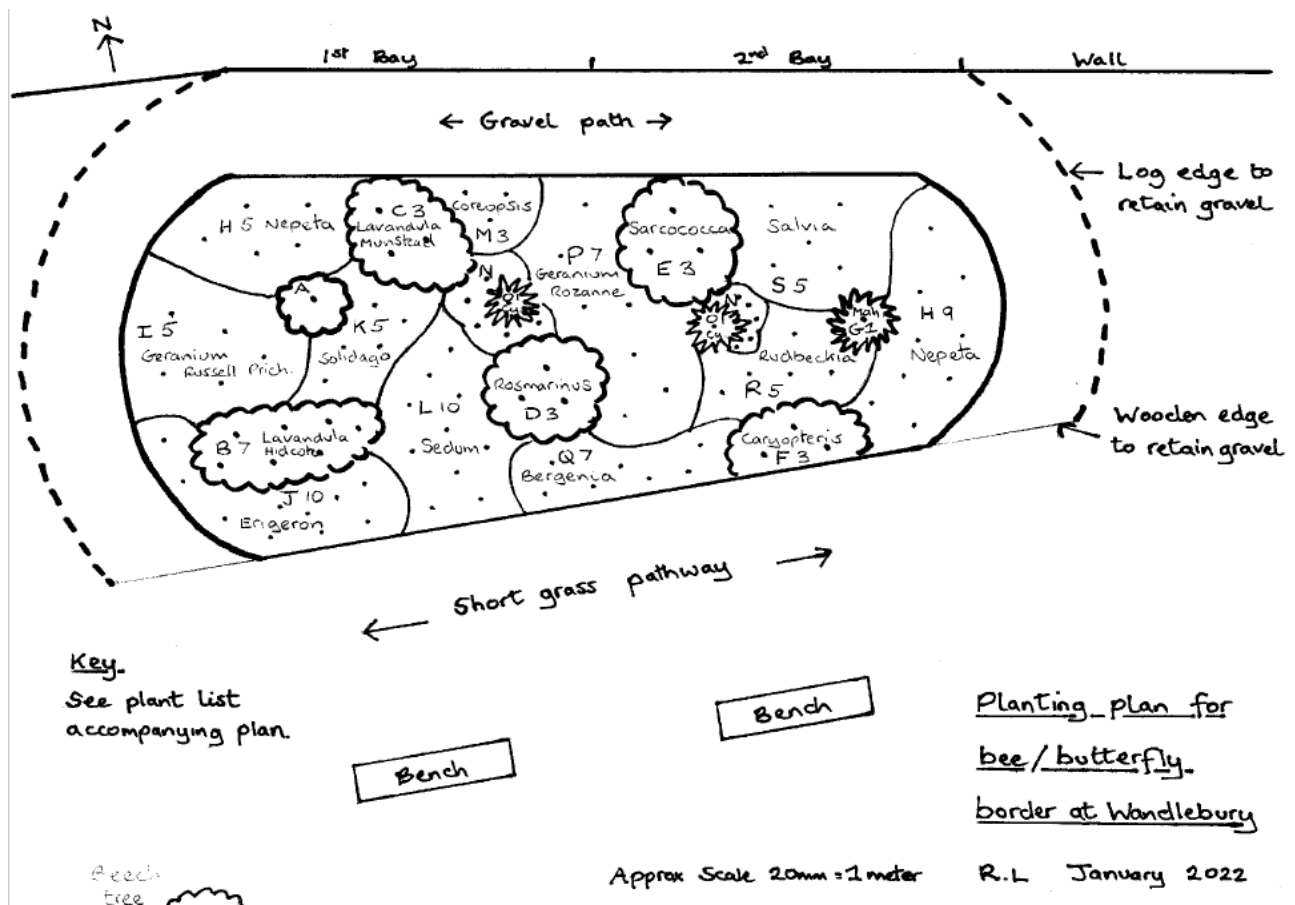 N
1st Bay
2nd Bay
Wall
← Gravel path →
← Log edge to
retain gravel
H 5 Nepeta
C 3
Lavandula
Munstead
Coreopsis
M 3
N
P 7
Geranium
Rozanne
Sarcococca
E 3
Salvia
S 5
A
I 5
Geranium
Russell Prich.
K 5
Solidago
N
Mah
G1
H 9
Nepeta
Rudbeckia
R 5
Rosmarinus
D 3
L 10
Sedum
B 7 Lavandula
Hidcote
Q 7
Bergenia
Caryopteris
F 3
J 10
Erigeron
← Wooden edge
to retain gravel
← Short grass pathway →
Key
See plant list
accompanying plan.
Bench
Bench
Planting plan for
bee/butterfly
border at Wandlebury
Beech
tree
Approx Scale 20mm = 1 meter
R.L January 2022